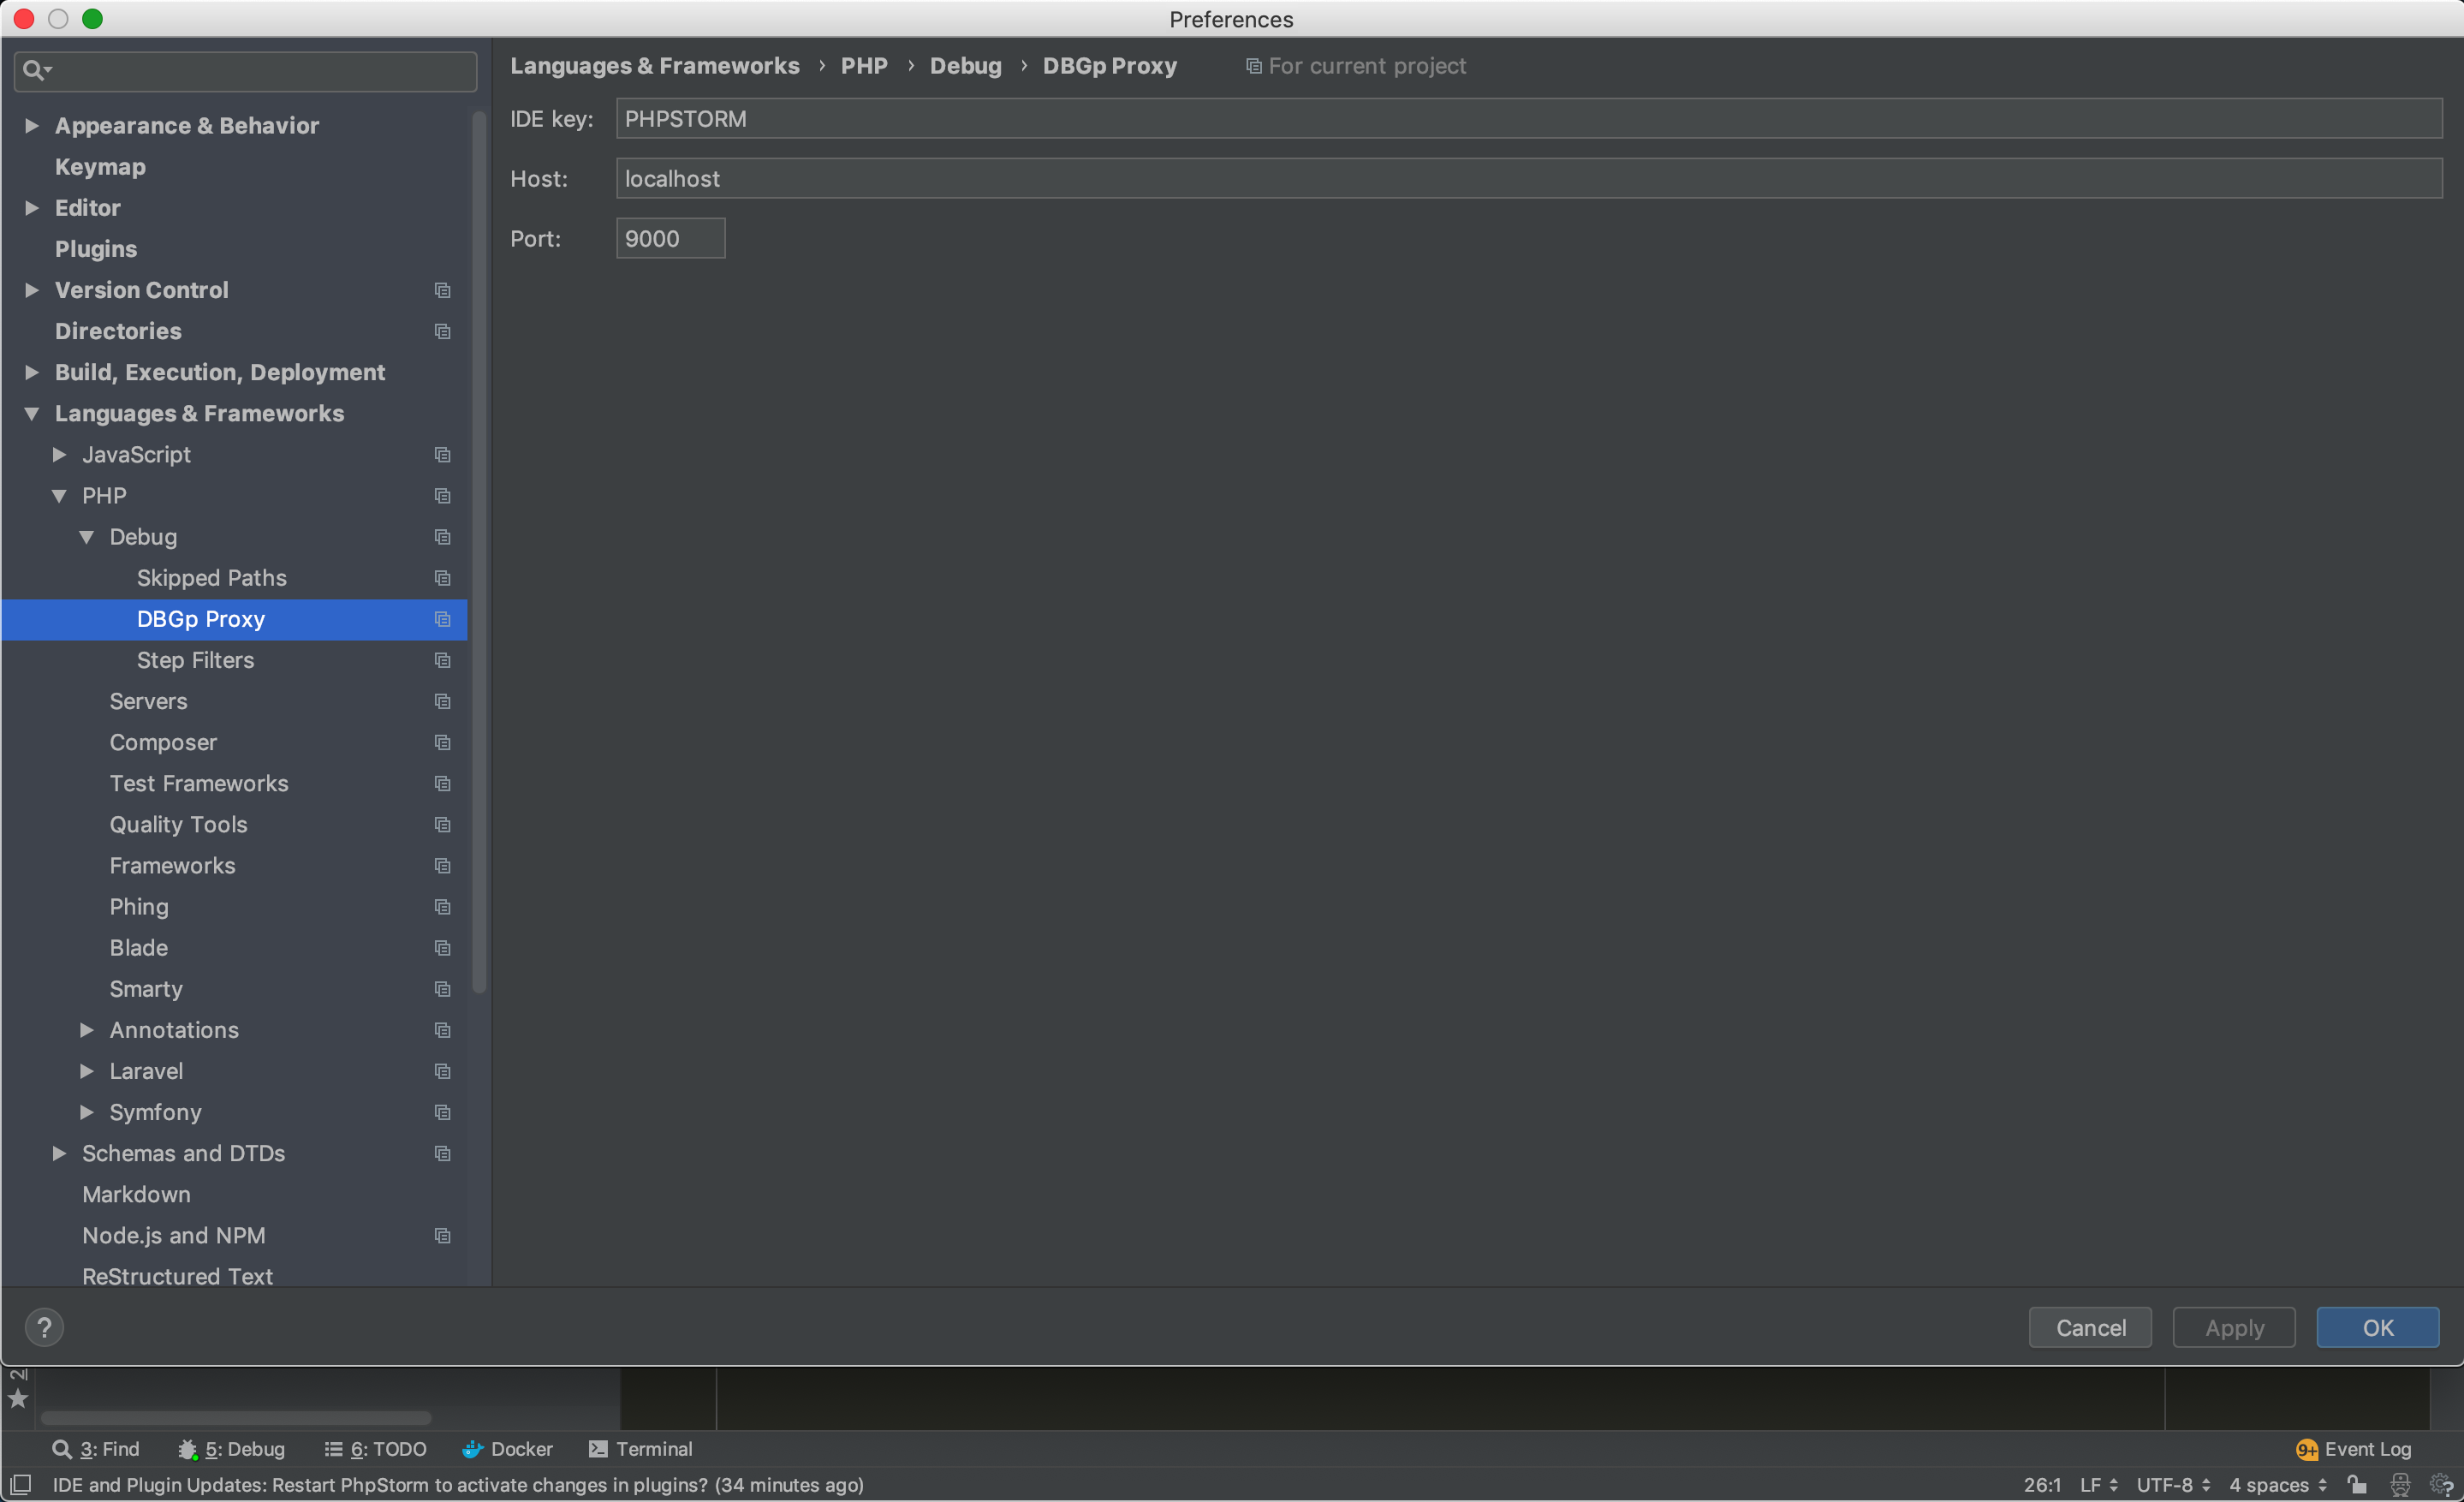 Preferences
Languages & Frameworks › PHP › Debug › DBGp Proxy For current project
IDE key: PHPSTORM
Host: localhost
Port: 9000
Appearance & Behavior
Keymap
Editor
Plugins
Version Control
Directories
Build, Execution, Deployment
Languages & Frameworks
JavaScript
PHP
Debug
Skipped Paths
DBGp Proxy
Step Filters
Servers
Composer
Test Frameworks
Quality Tools
Frameworks
Phing
Blade
Smarty
Annotations
Laravel
Symfony
Schemas and DTDs
Markdown
Node.js and NPM
ReStructured Text
?
Cancel Apply OK
2
3: Find 5: Debug 6: TODO Docker Terminal 9+ Event Log
IDE and Plugin Updates: Restart PhpStorm to activate changes in plugins? (34 minutes ago) 26:1 LF UTF-8 4 spaces